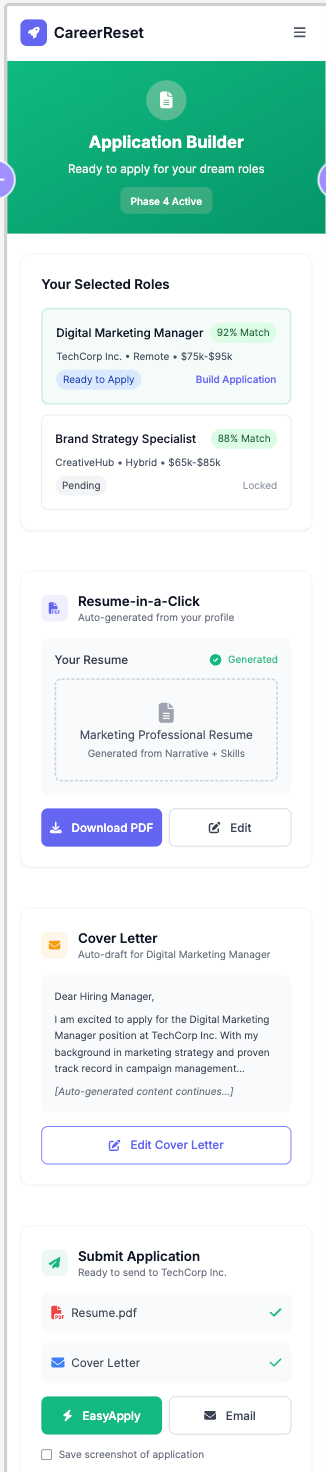 CareerReset
Application Builder
Ready to apply for your dream roles
Phase 4 Active
Your Selected Roles
Digital Marketing Manager 92% Match
TechCorp Inc. • Remote • $75k-$95k
Ready to Apply Build Application
Brand Strategy Specialist 88% Match
CreativeHub • Hybrid • $65k-$85k
Pending Locked
Resume-in-a-Click
Auto-generated from your profile
Your Resume Generated
Marketing Professional Resume
Generated from Narrative + Skills
Download PDF Edit
Cover Letter
Auto-draft for Digital Marketing Manager
Dear Hiring Manager,
I am excited to apply for the Digital Marketing
Manager position at TechCorp Inc. With my
background in marketing strategy and proven
track record in campaign management...
[Auto-generated content continues...]
Edit Cover Letter
Submit Application
Ready to send to TechCorp Inc.
Resume.pdf
Cover Letter
EasyApply Email
Save screenshot of application